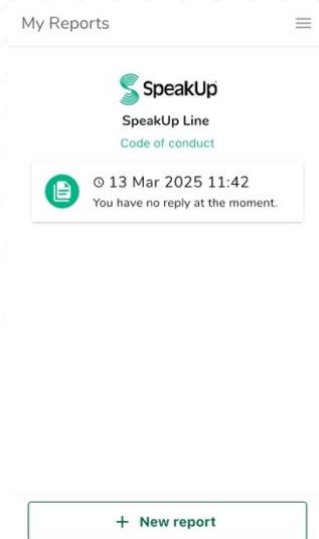 My Reports
SpeakUp
SpeakUp Line
Code of conduct
13 Mar 2025 11:42
You have no reply at the moment.
+ New report